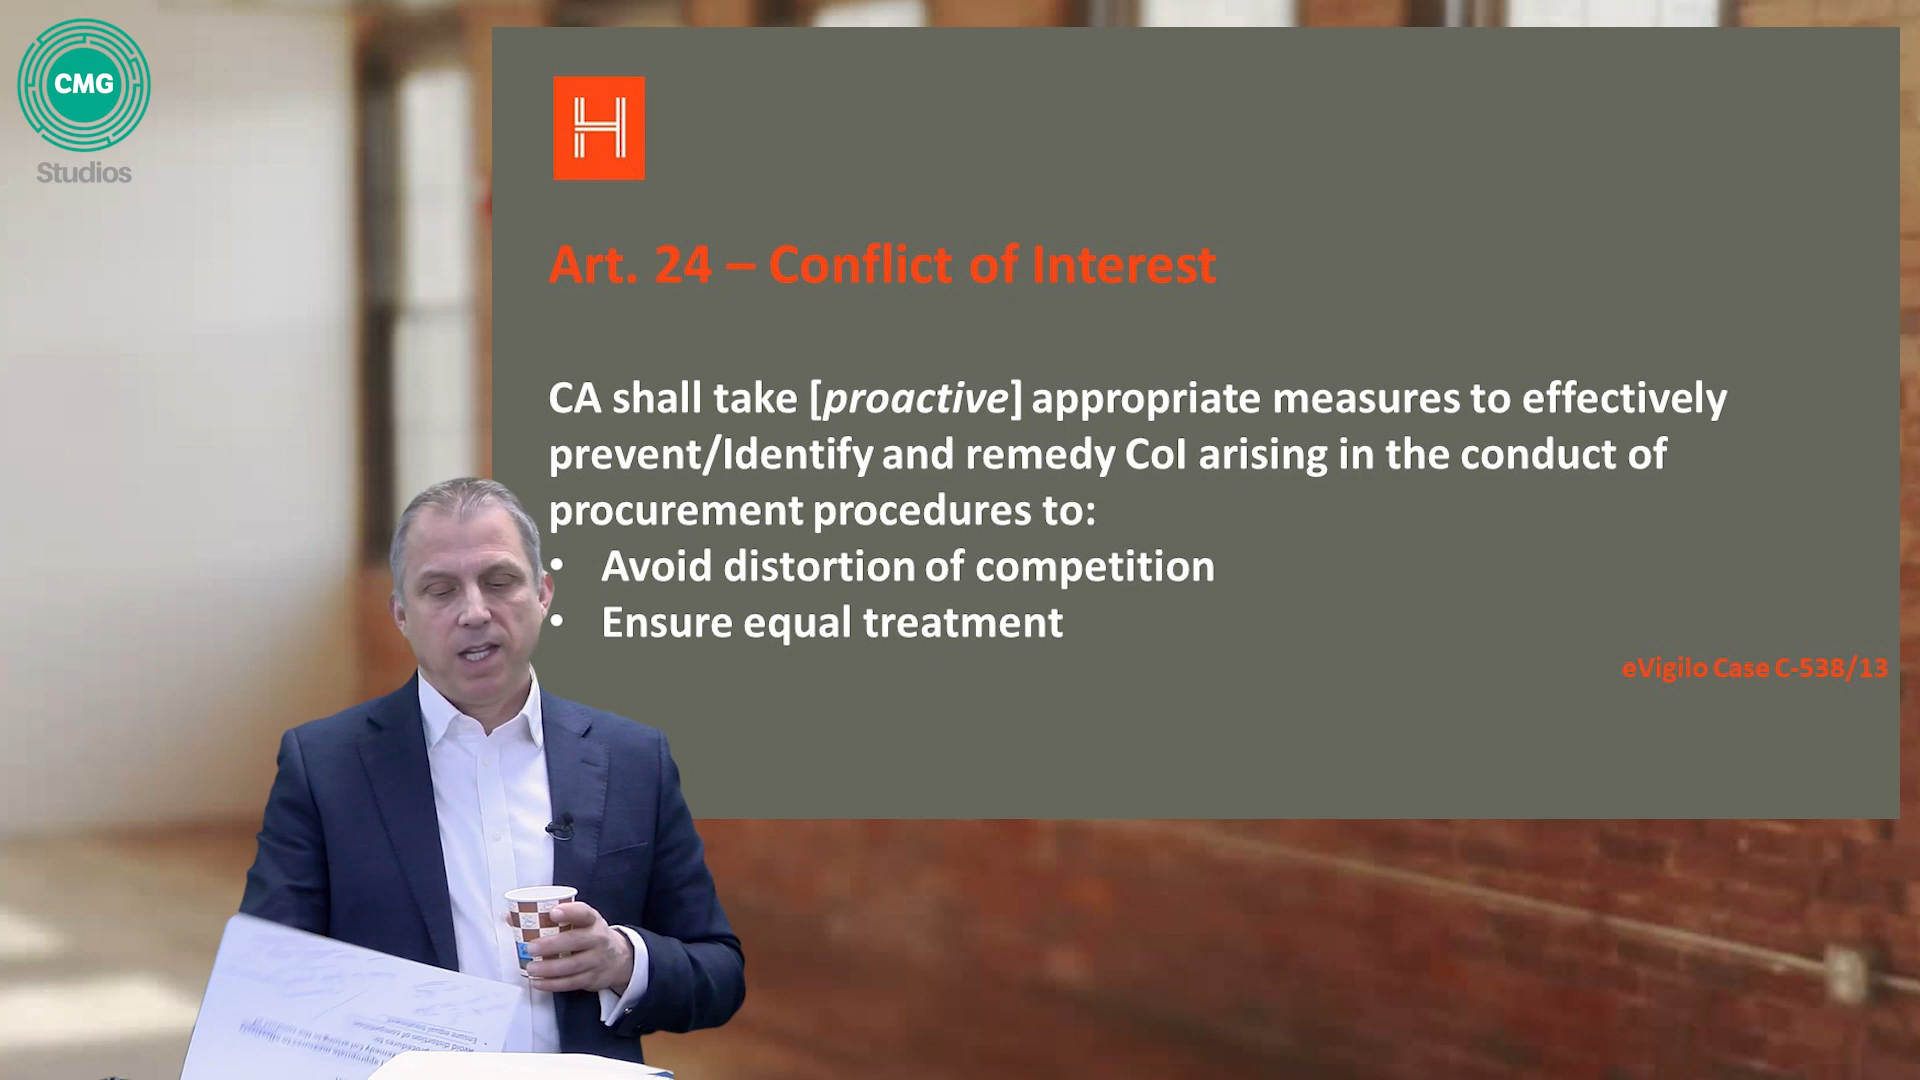 CMG
Studios
H
Art. 24 – Conflict of Interest
CA shall take [proactive] appropriate measures to effectively
prevent/Identify and remedy CoI arising in the conduct of
procurement procedures to:
• Avoid distortion of competition
• Ensure equal treatment
eVigilo Case C-538/13